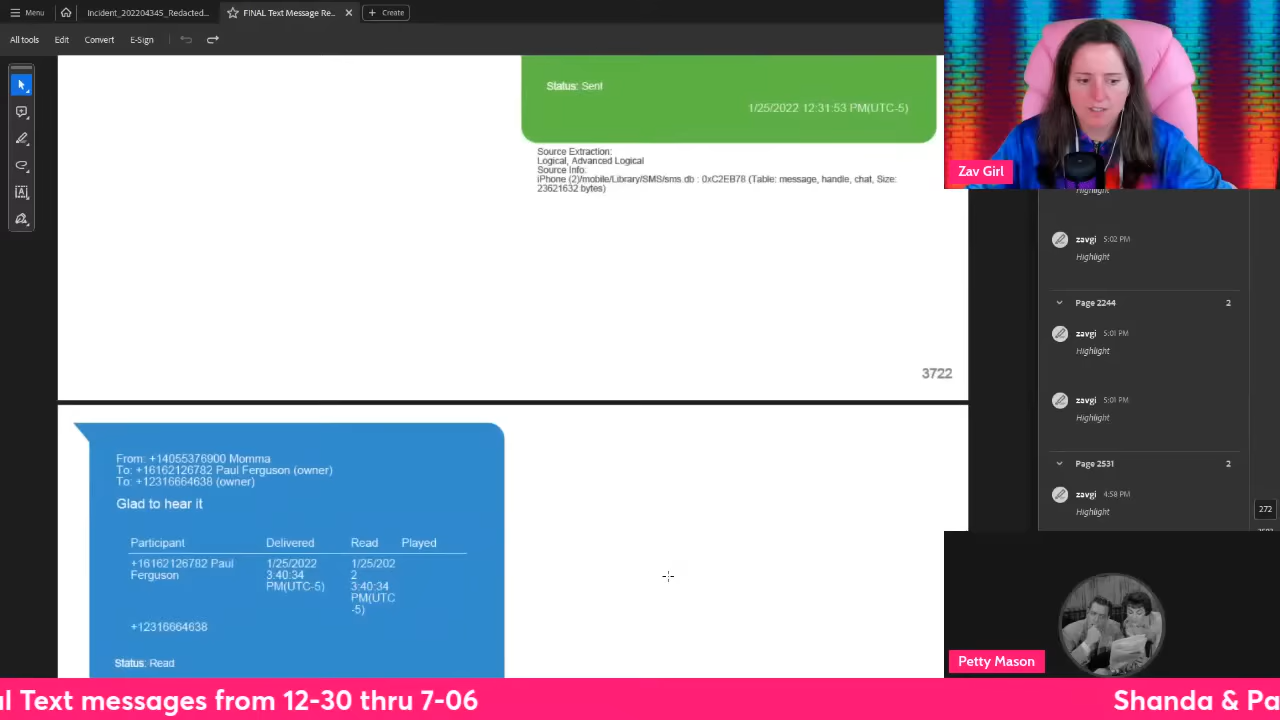 Menu
Incident_202204345_Redacted...
FINAL Text Message Re...
Create
All tools
Edit
Convert
E-Sign
Status: Sent
1/25/2022 12:31:53 PM(UTC-5)
Source Extraction:
Logical, Advanced Logical
Source Info:
iPhone (2)/mobile/Library/SMS/sms.db : 0xC2EB78 (Table: message, handle, chat, Size:
23621632 bytes)
3722
From: +14055376900 Momma
To: +16162126782 Paul Ferguson (owner)
To: +12316664638 (owner)
Glad to hear it
Participant Delivered Read Played
+16162126782 Paul Ferguson
1/25/2022 3:40:34 PM(UTC-5)
1/25/202
2
3:40:34
PM(UTC
-5)
+12316664638
Status: Read
Zav Girl
Highlight
zavgi 5:02 PM
Highlight
Page 2244 2
zavgi 5:01 PM
Highlight
zavgi 5:01 PM
Highlight
Page 2531 2
zavgi 4:58 PM
Highlight
272
Petty Mason
al Text messages from 12-30 thru 7-06
Shanda & Pa